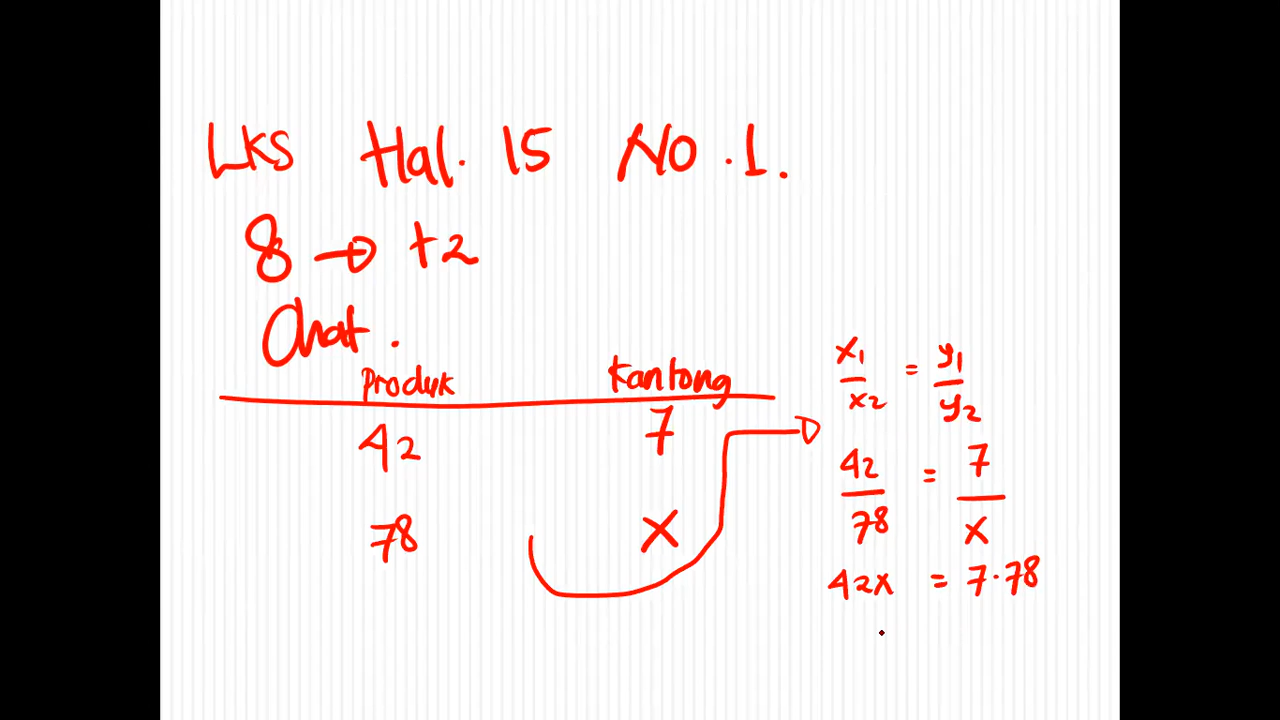 LKS Hal. 15 No. 1.
8 → +2
Chat.
Produk Kantong
42 7
78 x
x1/x2 = y1/y2
42/78 = 7/x
42x = 7·78